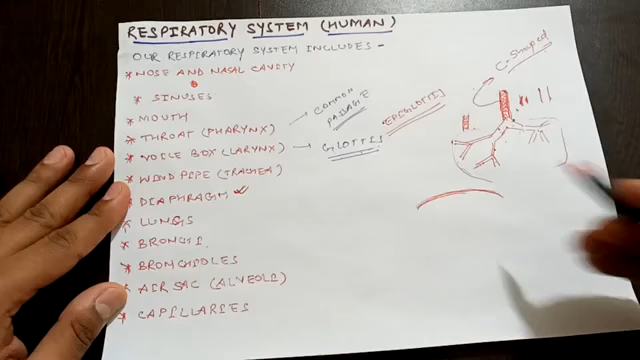 RESPIRATORY SYSTEM (HUMAN)
OUR RESPIRATORY SYSTEM INCLUDES -
* NOSE AND NASAL CAVITY
* SINUSES
* MOUTH
* THROAT (PHARYNX)
* VOICE BOX (LARYNX)
* WIND PIPE (TRACHEA)
* DIAPHRAGM
* LUNGS
* BRONCHI
* BRONCHIOLES
* AIR SAC (ALVEOLI)
* CAPILLARIES
COMMON
PASSAGE
GLOTTIS
EPIGLOTTIS
C-Shaped